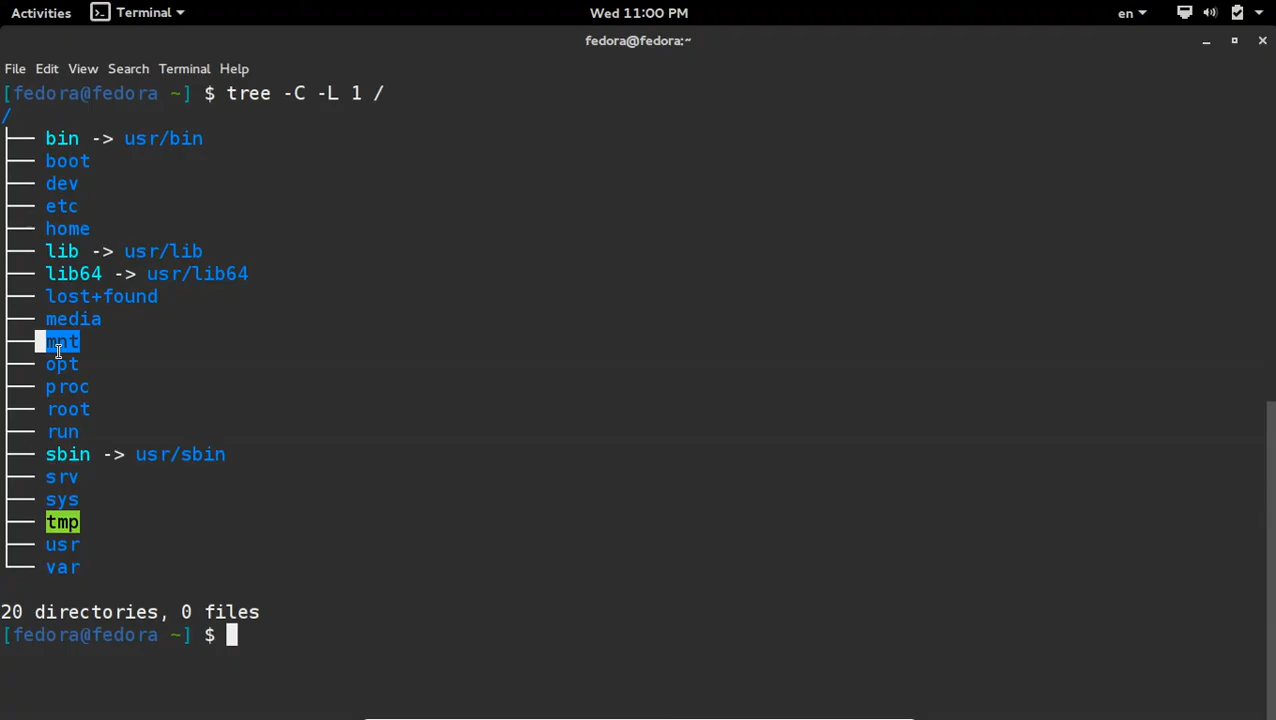 Activities Terminal Wed 11:00 PM en
fedora@fedora:~
File Edit View Search Terminal Help
[fedora@fedora ~] $ tree -C -L 1 /
/
├── bin -> usr/bin
├── boot
├── dev
├── etc
├── home
├── lib -> usr/lib
├── lib64 -> usr/lib64
├── lost+found
├── media
├── mnt
├── opt
├── proc
├── root
├── run
├── sbin -> usr/sbin
├── srv
├── sys
├── tmp
├── usr
└── var
20 directories, 0 files
[fedora@fedora ~] $